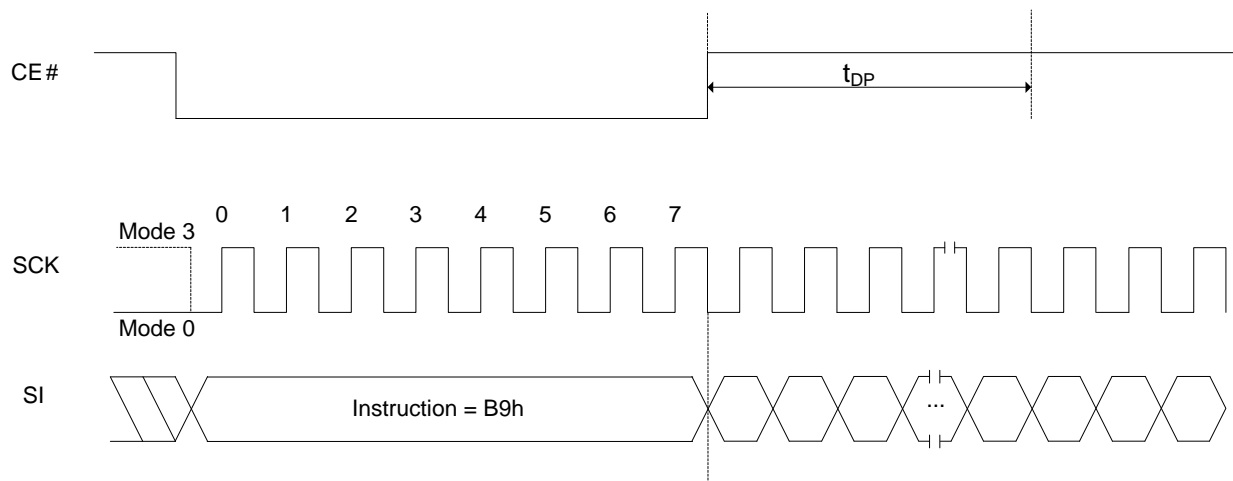 CE#
tDP
0 1 2 3 4 5 6 7
Mode 3
SCK
Mode 0
SI
Instruction = B9h
...